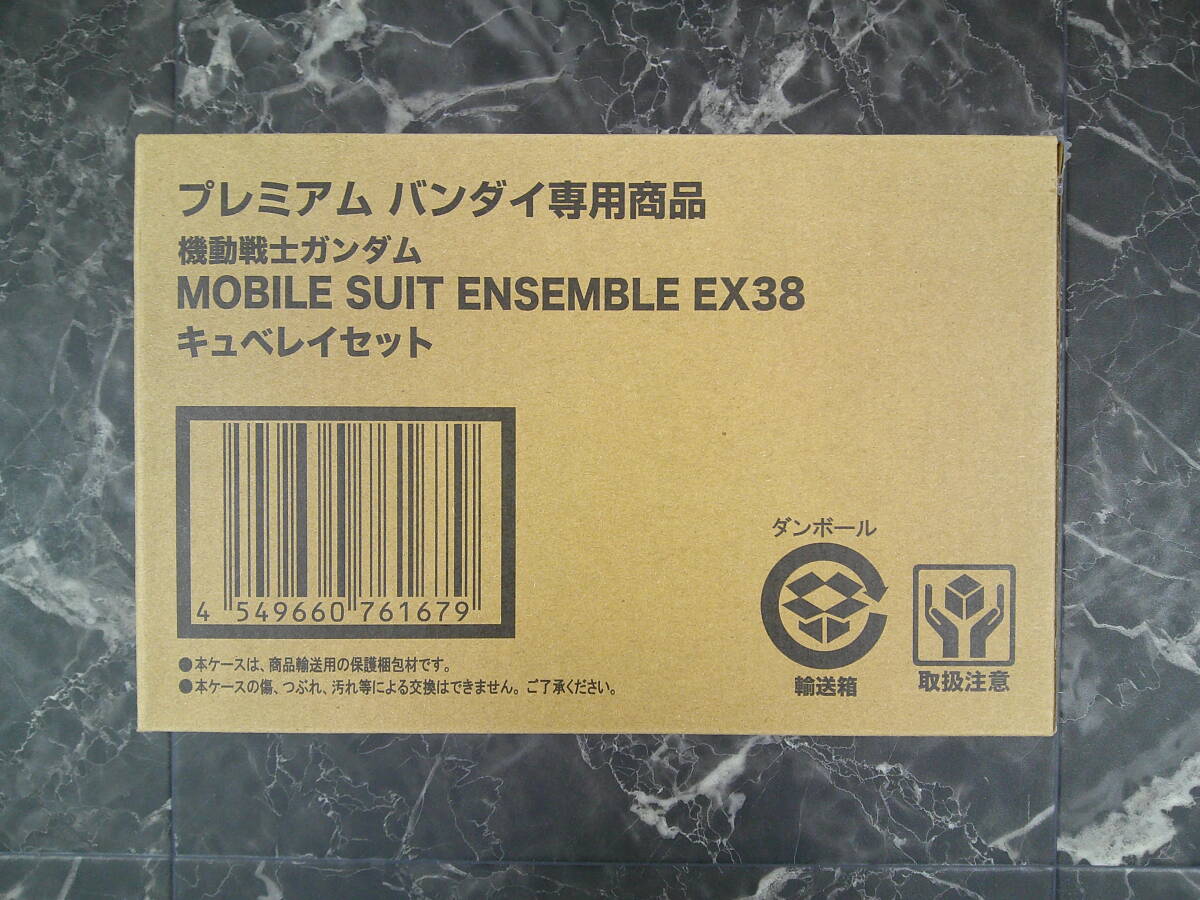 プレミアム バンダイ専用商品
機動戦士ガンダム
MOBILE SUIT ENSEMBLE EX38
キュベレイセット
4 549660 761679
●本ケースは、商品輸送用の保護梱包材です。
●本ケースの傷、つぶれ、汚れ等による交換はできません。ご了承ください。
ダンボール
輸送箱
取扱注意